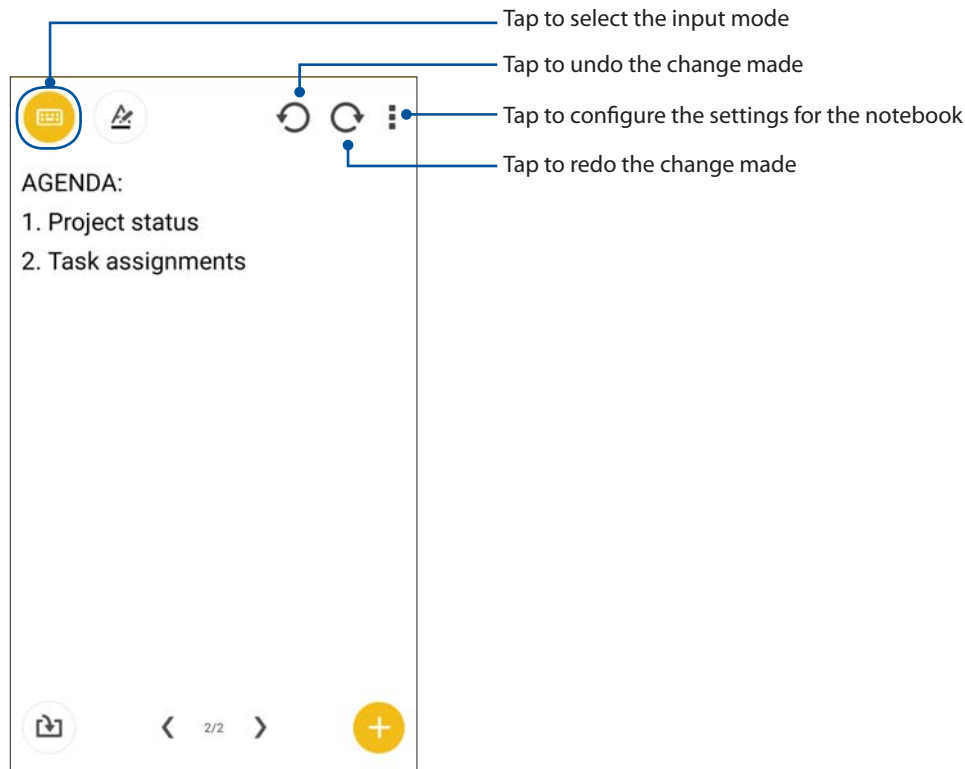 Tap to select the input mode
Tap to undo the change made
Tap to configure the settings for the notebook
Tap to redo the change made
AGENDA:
1. Project status
2. Task assignments
2/2